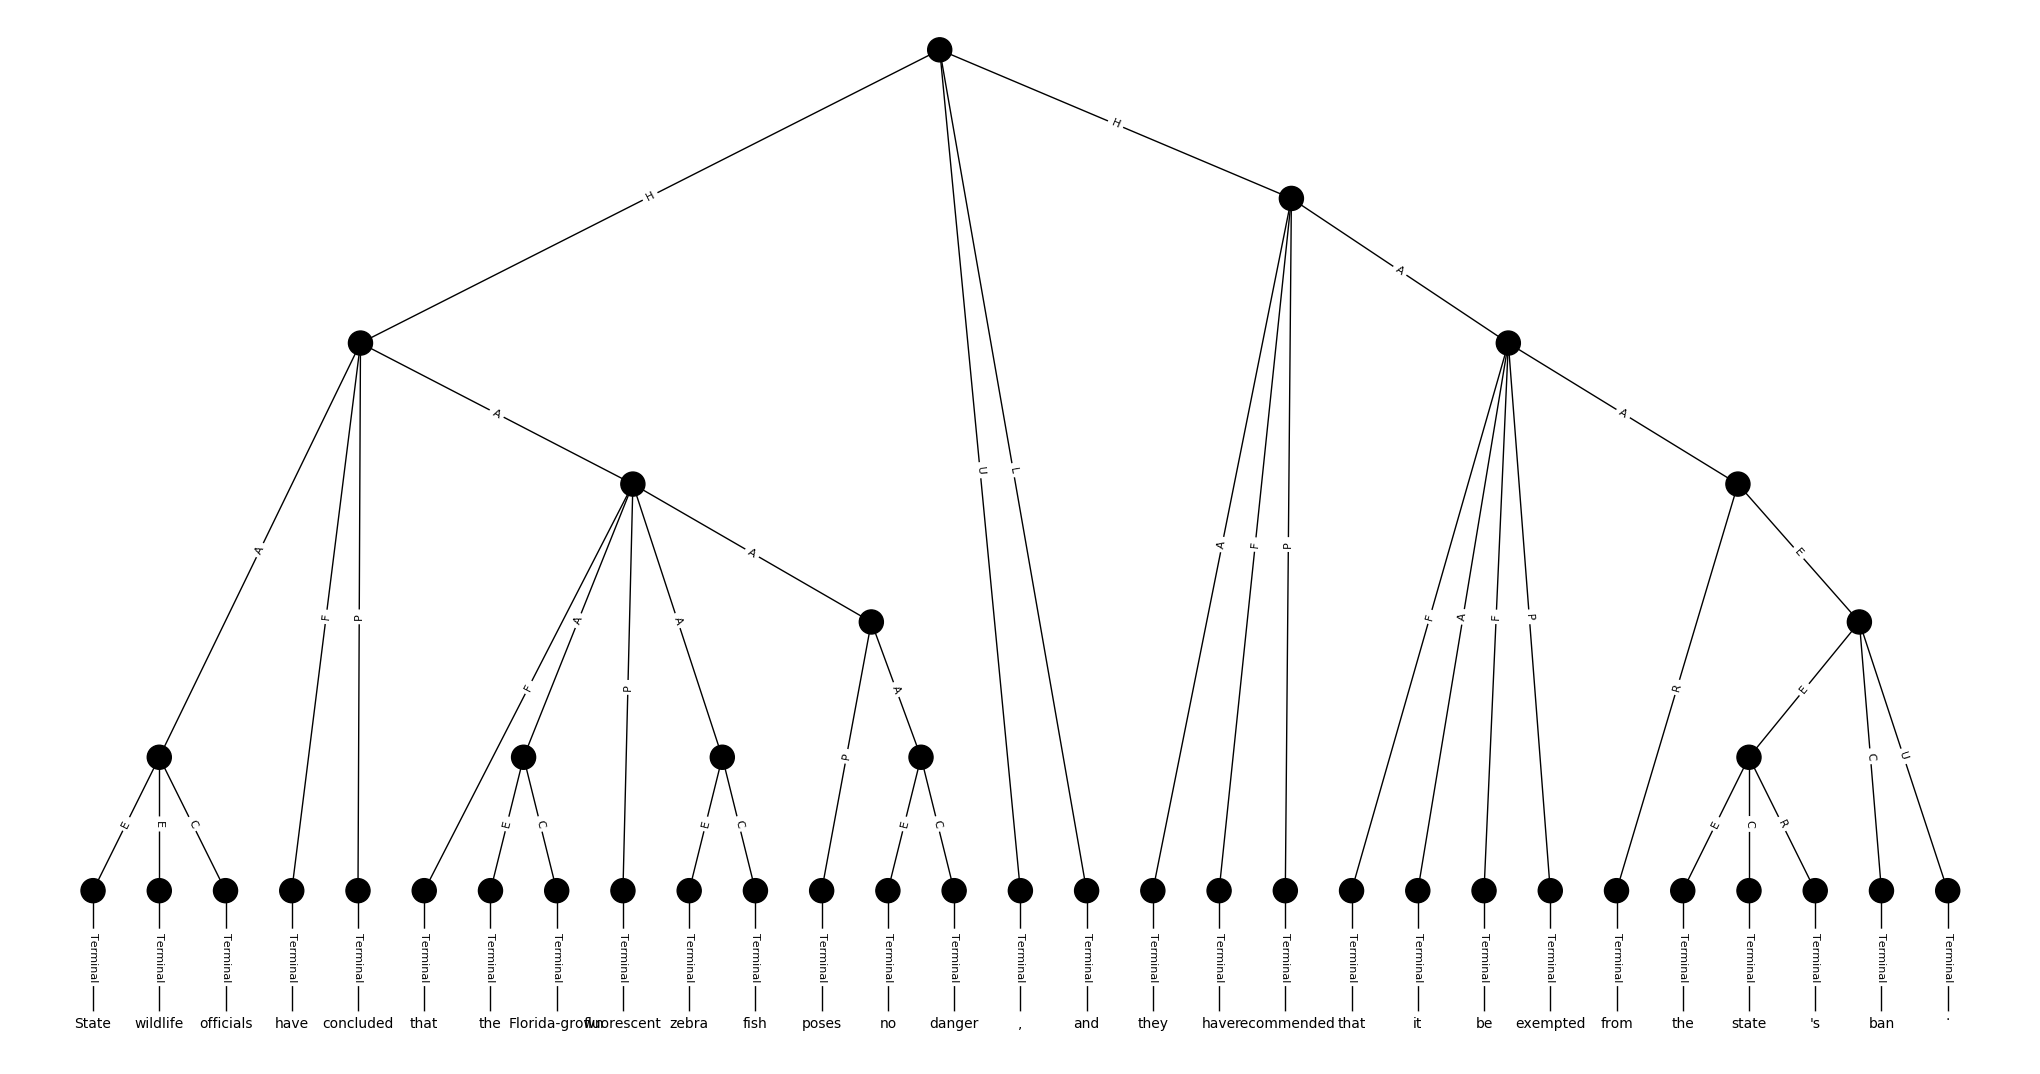 H
H
A
A
A
A
A
U
L
A
F
P
E
F
P
F
A
F
P
F
A
P
A
A
R
E
P
C
U
E
E
C
E
C
E
C
E
C
E
C
R
Terminal Terminal Terminal Terminal Terminal Terminal Terminal Terminal Terminal Terminal Terminal Terminal Terminal Terminal Terminal Terminal Terminal Terminal Terminal Terminal Terminal Terminal Terminal Terminal Terminal Terminal Terminal Terminal Terminal
State wildlife officials have concluded that the Florida-grown fluorescent zebra fish poses no danger , and they have recommended that it be exempted from the state 's ban .